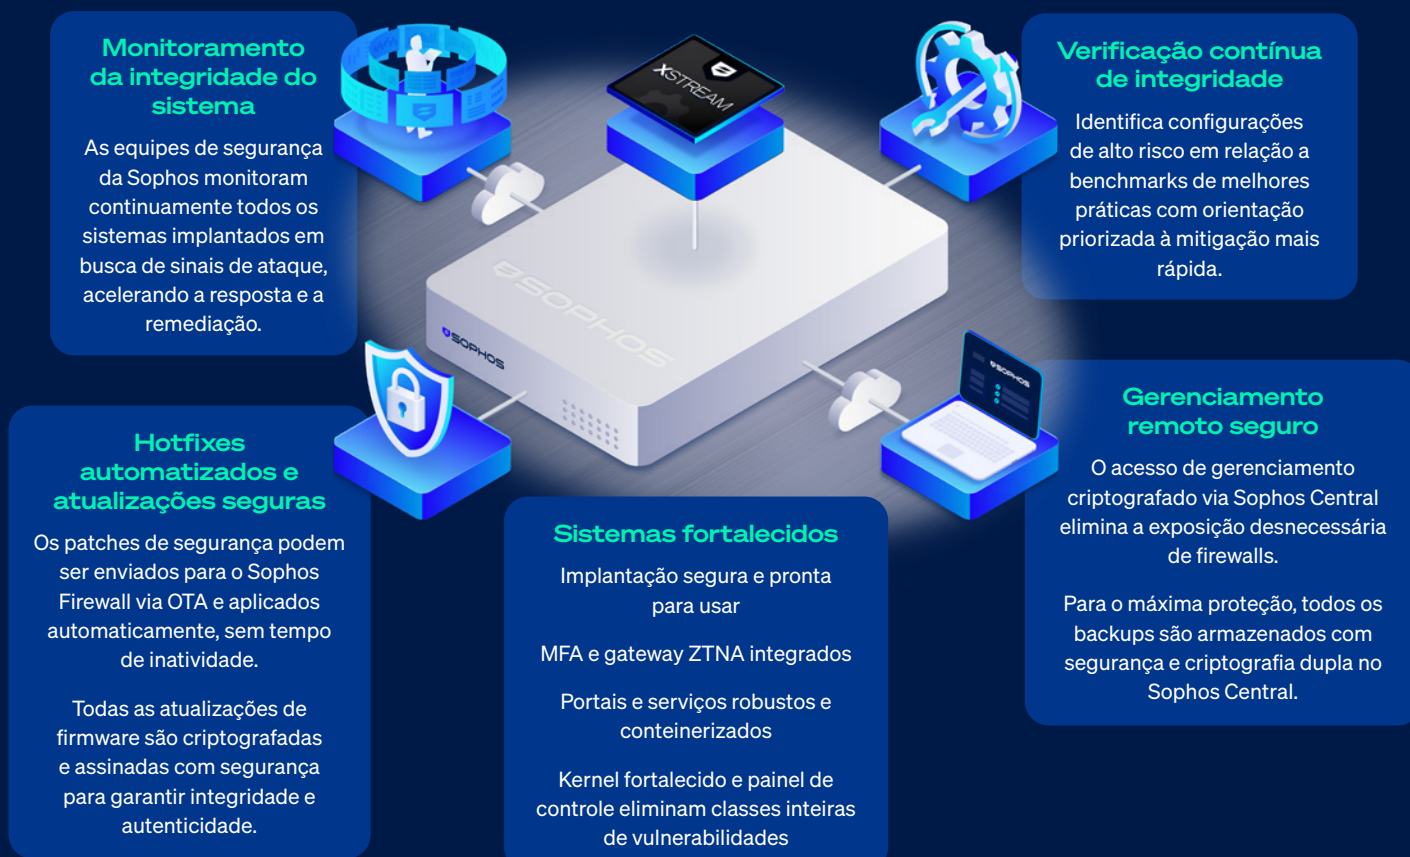 Monitoramento
da integridade do
sistema
As equipes de segurança
da Sophos monitoram
continuamente todos os
sistemas implantados em
busca de sinais de ataque,
acelerando a resposta e a
remediação.
XSTREAM
Verificação contínua
de integridade
Identifica configurações
de alto risco em relação a
benchmarks de melhores
práticas com orientação
priorizada à mitigação mais
rápida.
SOPHOS
SOPHOS
SOPHOS
Hotfixes
automatizados e
atualizações seguras
Os patches de segurança podem
ser enviados para o Sophos
Firewall via OTA e aplicados
automaticamente, sem tempo
de inatividade.
Todas as atualizações de
firmware são criptografadas
e assinadas com segurança
para garantir integridade e
autenticidade.
Sistemas fortalecidos
Implantação segura e pronta
para usar
MFA e gateway ZTNA integrados
Portais e serviços robustos e
conteinerizados
Kernel fortalecido e painel de
controle eliminam classes inteiras
de vulnerabilidades
Gerenciamento
remoto seguro
O acesso de gerenciamento
criptografado via Sophos Central
elimina a exposição desnecessária
de firewalls.
Para o máxima proteção, todos os
backups são armazenados com
segurança e criptografia dupla no
Sophos Central.